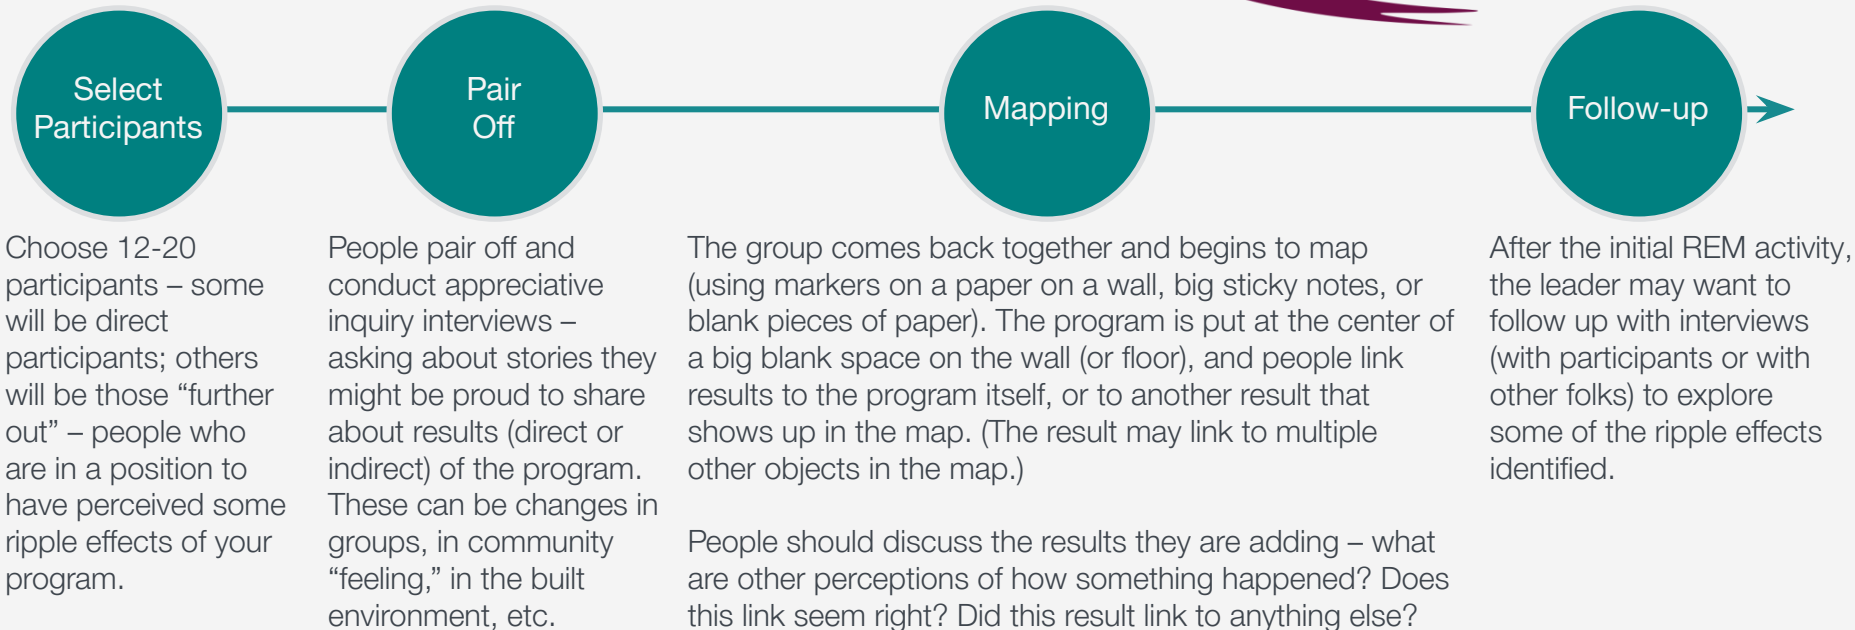 Select
Participants
Pair
Off
Mapping
Follow-up
Choose 12-20
participants – some
will be direct
participants; others
will be those “further
out” – people who
are in a position to
have perceived some
ripple effects of your
program.
People pair off and
conduct appreciative
inquiry interviews –
asking about stories they
might be proud to share
about results (direct or
indirect) of the program.
These can be changes in
groups, in community
“feeling,” in the built
environment, etc.
The group comes back together and begins to map
(using markers on a paper on a wall, big sticky notes, or
blank pieces of paper). The program is put at the center of
a big blank space on the wall (or floor), and people link
results to the program itself, or to another result that
shows up in the map. (The result may link to multiple
other objects in the map.)
People should discuss the results they are adding – what
are other perceptions of how something happened? Does
this link seem right? Did this result link to anything else?
After the initial REM activity,
the leader may want to
follow up with interviews
(with participants or with
other folks) to explore
some of the ripple effects
identified.